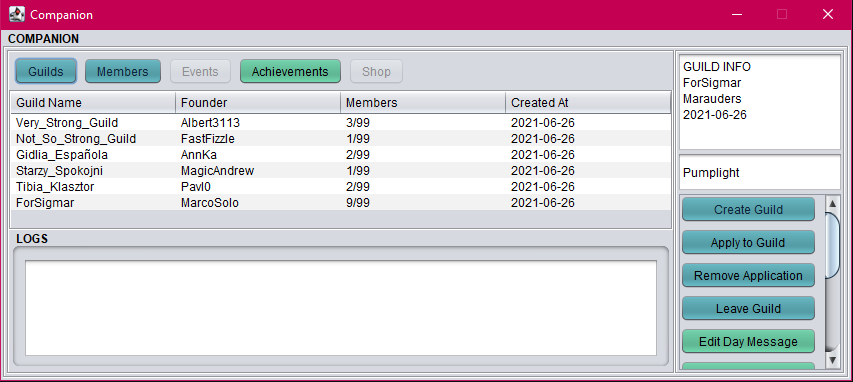 Companion
COMPANION
Guilds Members Events Achievements Shop
Guild Name Founder Members Created At
Very_Strong_Guild Albert3113 3/99 2021-06-26
Not_So_Strong_Guild FastFizzle 1/99 2021-06-26
Gidlia_Española AnnKa 2/99 2021-06-26
Starzy_Spokojni MagicAndrew 1/99 2021-06-26
Tibia_Klasztor Pavl0 2/99 2021-06-26
ForSigmar MarcoSolo 9/99 2021-06-26
LOGS
GUILD INFO
ForSigmar
Marauders
2021-06-26
Pumplight
Create Guild
Apply to Guild
Remove Application
Leave Guild
Edit Day Message